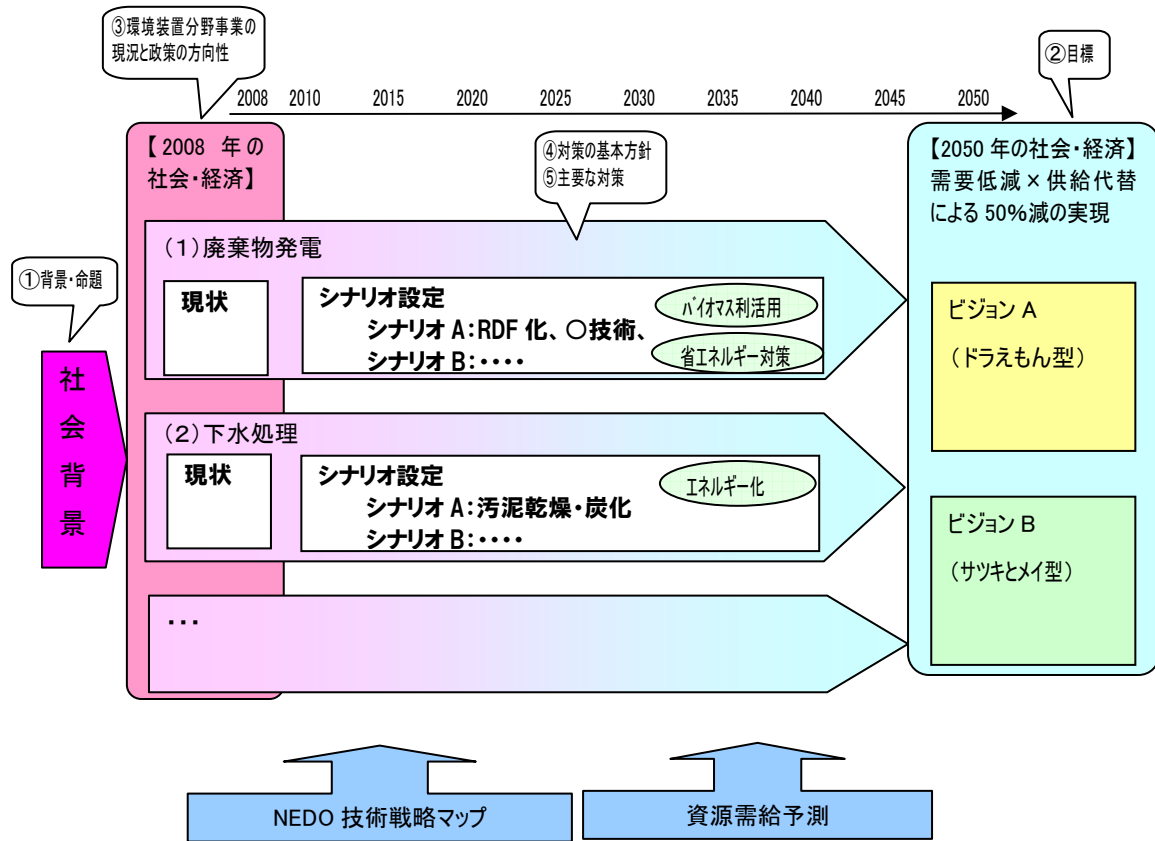 ③環境装置分野事業の
現況と政策の方向性
②目標
2008
2010
2015
2020
2025
2030
2035
2040
2045
2050
【2008 年の
社会・経済】
④対策の基本方針
⑤主要な対策
【2050 年の社会・経済】
需要低減×供給代替
による 50%減の実現
①背景・命題
社
会
背
景
(1)廃棄物発電
現状
シナリオ設定
シナリオ A:RDF 化、○技術、
シナリオ B:・・・・
バイオマス利活用
省エネルギー対策
ビジョン A
(ドラえもん型)
(2)下水処理
現状
シナリオ設定
シナリオ A:汚泥乾燥・炭化
シナリオ B:・・・・
エネルギー化
ビジョン B
(サツキとメイ型)
・・・
NEDO 技術戦略マップ
資源需給予測